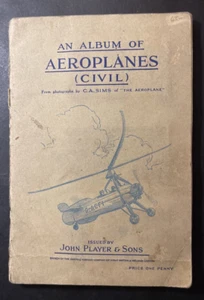 AN ALBUM OF
AEROPLANES
(CIVIL)
From photographs by C.A. SIMS of "THE AEROPLANE"
ISSUED BY
JOHN PLAYER & SONS
PRICE ONE PENNY